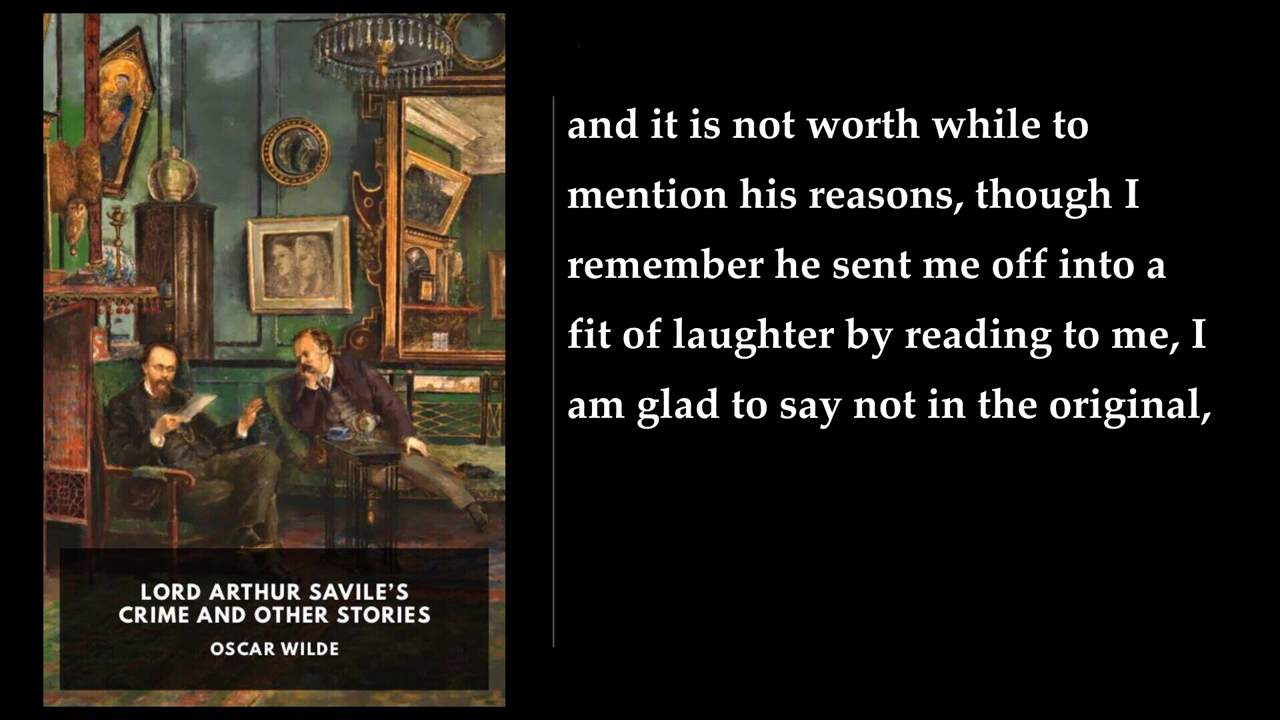 LORD ARTHUR SAVILE’S
CRIME AND OTHER STORIES
OSCAR WILDE
and it is not worth while to
mention his reasons, though I
remember he sent me off into a
fit of laughter by reading to me, I
am glad to say not in the original,